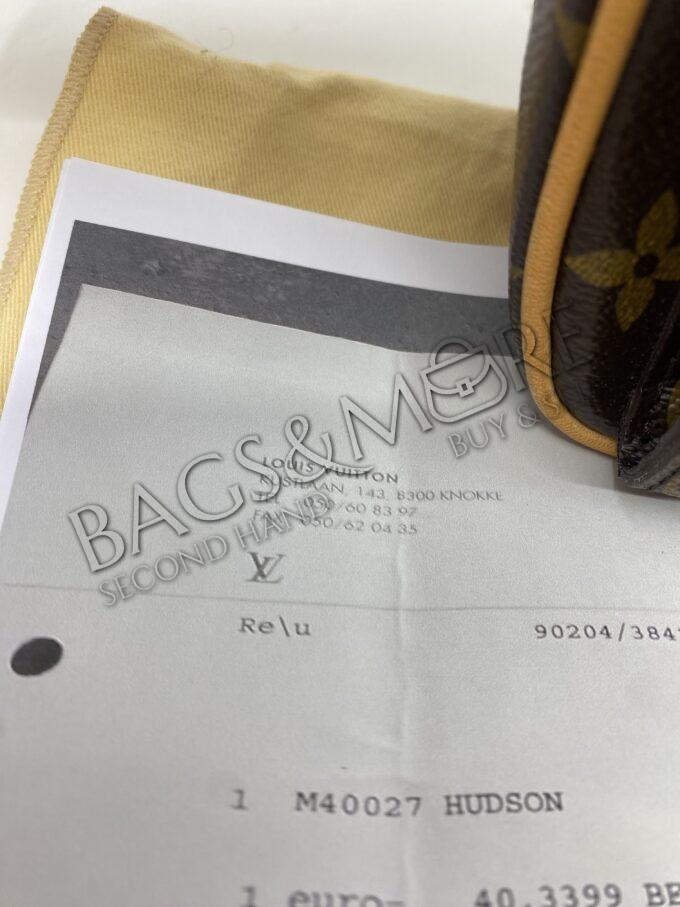 BAGS&MORE
SECOND HAND BUY &
LOUIS VUITTON
KUSTLAAN, 143, 8300 KNOKKE
050/60 83 97
050/62 04 35
LV
Re\u 90204/384
1 M40027 HUDSON
1 euro= 40.3399 BE